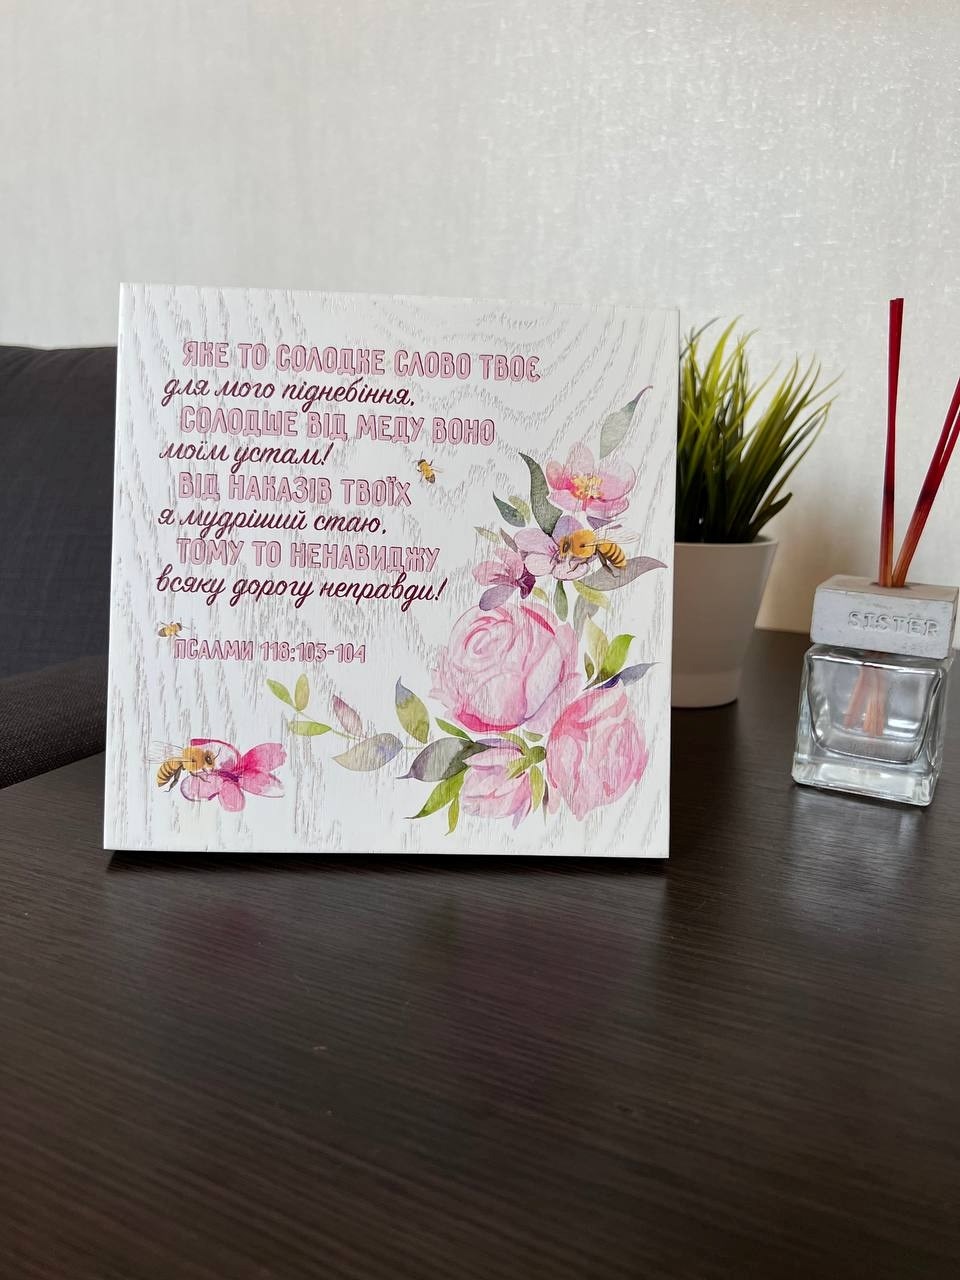 ЯКЕ ТО СОЛОДКЕ СЛОВО ТВОЄ
для мого піднебіння,
СОЛОДШЕ ВІД МЕДУ ВОНО
моїм устам!
ВІД НАКАЗІВ ТВОЇХ
я мудріший стаю,
ТОМУ ТО НЕНАВИДЖУ
всяку дорогу неправди!
ПСАЛМИ 118:103-104
SISTER